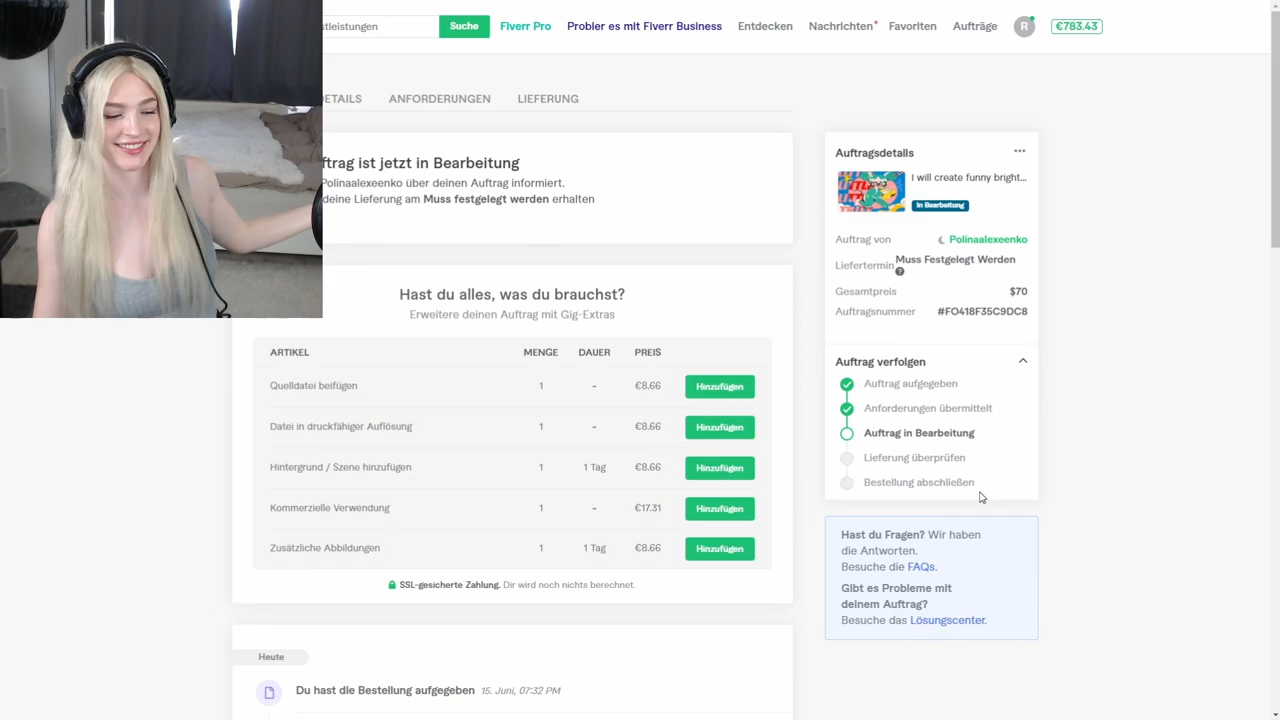 stleistungen
Suche
Fiverr Pro
Probier es mit Fiverr Business
Entdecken
Nachrichten
Favoriten
Aufträge
R
€783.43
ETAILS
ANFORDERUNGEN
LIEFERUNG
ftrag ist jetzt in Bearbeitung
Polinaalexeenko über deinen Auftrag informiert.
deine Lieferung am Muss festgelegt werden erhalten
Hast du alles, was du brauchst?
Erweitere deinen Auftrag mit Gig-Extras
ARTIKEL MENGE DAUER PREIS
Quelldatei beifügen 1 - €8.66 Hinzufügen
Datei in druckfähiger Auflösung 1 - €8.66 Hinzufügen
Hintergrund / Szene hinzufügen 1 1 Tag €8.66 Hinzufügen
Kommerzielle Verwendung 1 - €17.31 Hinzufügen
Zusätzliche Abbildungen 1 1 Tag €8.66 Hinzufügen
SSL-gesicherte Zahlung. Dir wird noch nichts berechnet.
Heute
Du hast die Bestellung aufgegeben 15. Juni, 07:32 PM
Auftragsdetails
I will create funny bright...
In Bearbeitung
Auftrag von Polinaalexeenko
Liefertermin Muss Festgelegt Werden
Gesamtpreis $70
Auftragsnummer #FO418F35C9DC8
Auftrag verfolgen
Auftrag aufgegeben
Anforderungen übermittelt
Auftrag in Bearbeitung
Lieferung überprüfen
Bestellung abschließen
Hast du Fragen? Wir haben
die Antworten.
Besuche die FAQs.
Gibt es Probleme mit
deinem Auftrag?
Besuche das Lösungscenter.